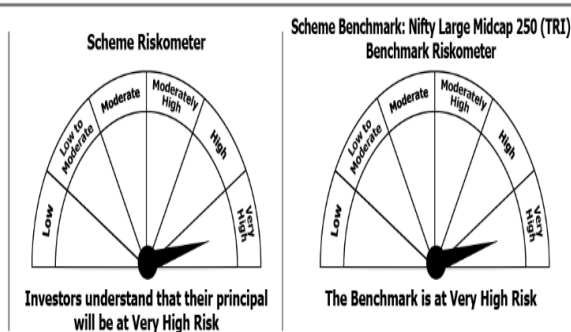 Scheme Riskometer
Low
Low to
Moderate
Moderate
Moderately
High
High
Very
High
Investors understand that their principal
will be at Very High Risk
Scheme Benchmark: Nifty Large Midcap 250 (TRI)
Benchmark Riskometer
Low
Low to
Moderate
Moderate
Moderately
High
High
Very
High
The Benchmark is at Very High Risk